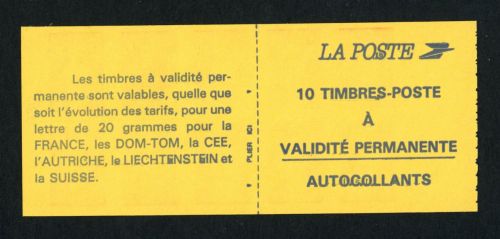 Les timbres à validité per-
manente sont valables, quelle que
soit l'évolution des tarifs, pour une
lettre de 20 grammes pour la
FRANCE, les DOM-TOM, la CEE,
l'AUTRICHE, le LIECHTENSTEIN et
la SUISSE.
PLIER ICI
LA POSTE
10 TIMBRES-POSTE
À
VALIDITÉ PERMANENTE
AUTOCOLLANTS